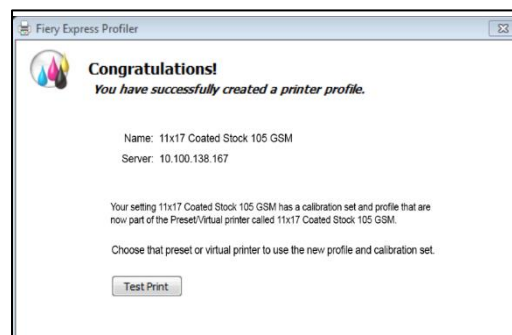 Fiery Express Profiler
Congratulations!
You have successfully created a printer profile.
Name: 11x17 Coated Stock 105 GSM
Server: 10.100.138.167
Your setting 11x17 Coated Stock 105 GSM has a calibration set and profile that are
now part of the Preset/Virtual printer called 11x17 Coated Stock 105 GSM.
Choose that preset or virtual printer to use the new profile and calibration set.
Test Print